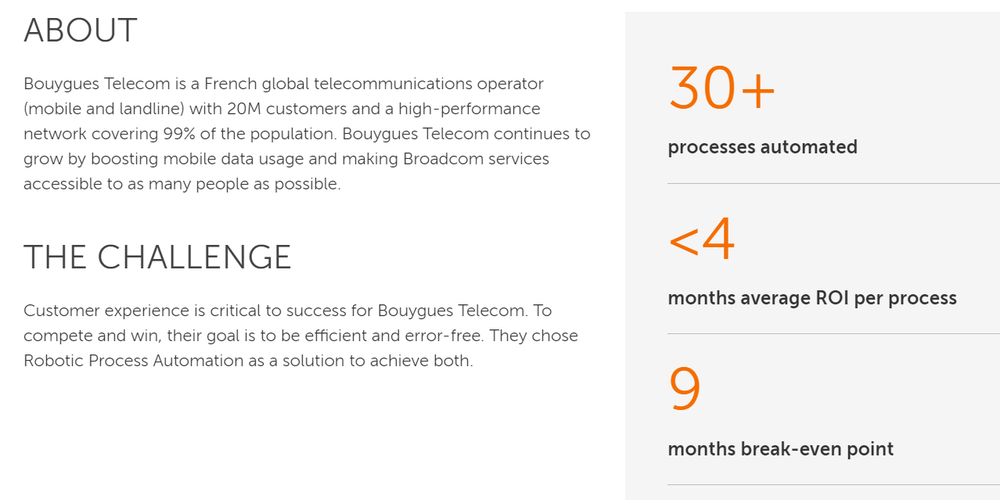 ABOUT
Bouygues Telecom is a French global telecommunications operator
(mobile and landline) with 20M customers and a high-performance
network covering 99% of the population. Bouygues Telecom continues to
grow by boosting mobile data usage and making Broadcom services
accessible to as many people as possible.
THE CHALLENGE
Customer experience is critical to success for Bouygues Telecom. To
compete and win, their goal is to be efficient and error-free. They chose
Robotic Process Automation as a solution to achieve both.
30+
processes automated
<4
months average ROI per process
9
months break-even point